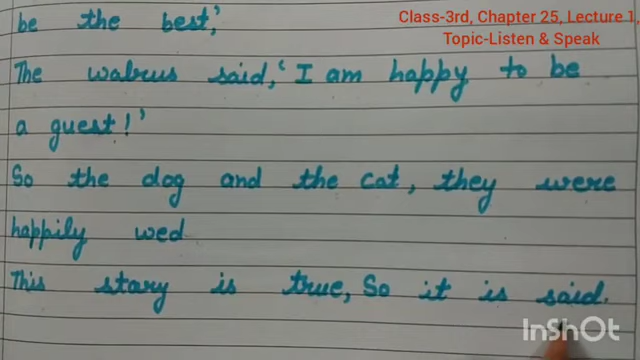 Class-3rd, Chapter 25, Lecture 1,
Topic-Listen & Speak
be the best,'
The walrus said,' I am happy to be
a guest!'
So the dog and the cat, they were
happily wed
This stary is true, So it is said.
InShOt